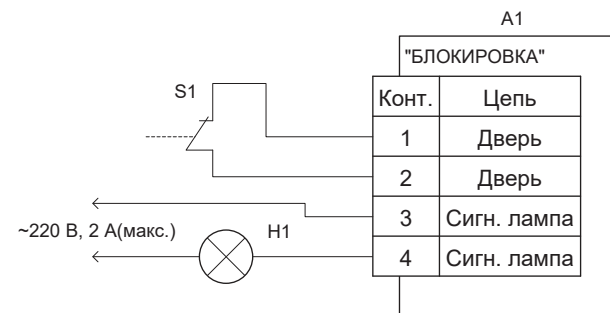 A1
"БЛОКИРОВКА"
S1
Конт. Цепь
1 Дверь
2 Дверь
3 Сигн. лампа
~220 В, 2 А(макс.) H1
4 Сигн. лампа